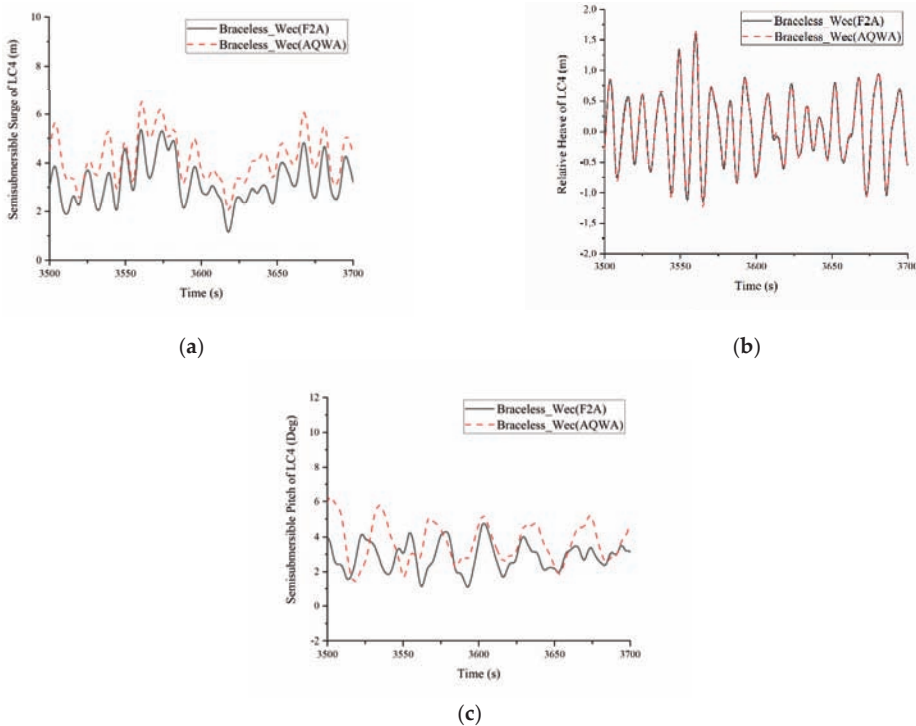 Braceless_Wec(F2A)
Braceless_Wec(AQWA)
Semisubmersible Surge of LC4 (m)
10
8
6
4
2
0
3500
3550
3600
3650
3700
Time (s)
(a)
Braceless_Wec(F2A)
Braceless_Wec(AQWA)
Relative Heave of LC4 (m)
2.0
1.5
1.0
0.5
0.0
-0.5
-1.0
-1.5
2.0
3500
3550
3600
3650
3700
Time (s)
(b)
Braceless_Wec(F2A)
Braceless_Wec(AQWA)
Semisubmersible Pitch of LC4 (Deg)
12
10
8
6
4
2
0
-2
3500
3550
3600
3650
3700
Time (s)
(c)